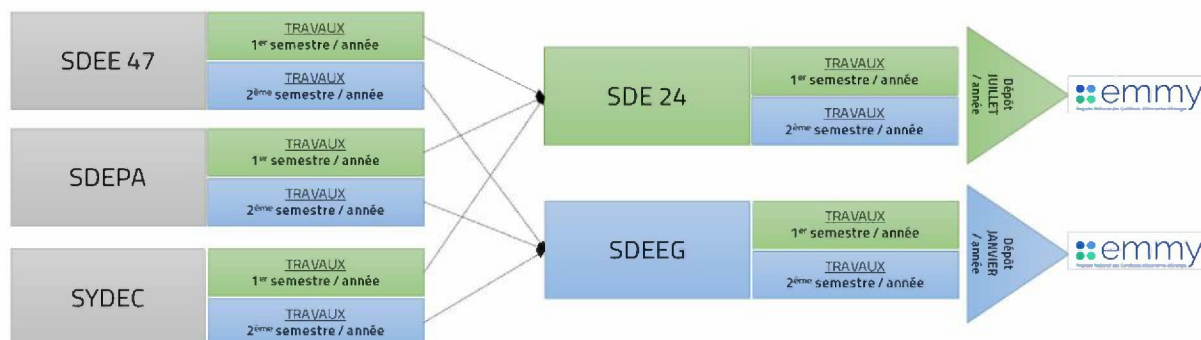 SDEE 47
TRAVAUX
1er semestre / année
TRAVAUX
2ème semestre / année
SDEPA
TRAVAUX
1er semestre / année
TRAVAUX
2ème semestre / année
SYDEC
TRAVAUX
1er semestre / année
TRAVAUX
2ème semestre / année
SDE 24
TRAVAUX
1er semestre / année
TRAVAUX
2ème semestre / année
Dépôt
JUILLET
/ année
emmy
SDEEG
TRAVAUX
1er semestre / année
TRAVAUX
2ème semestre / année
Dépôt
JANVIER
/ année
emmy